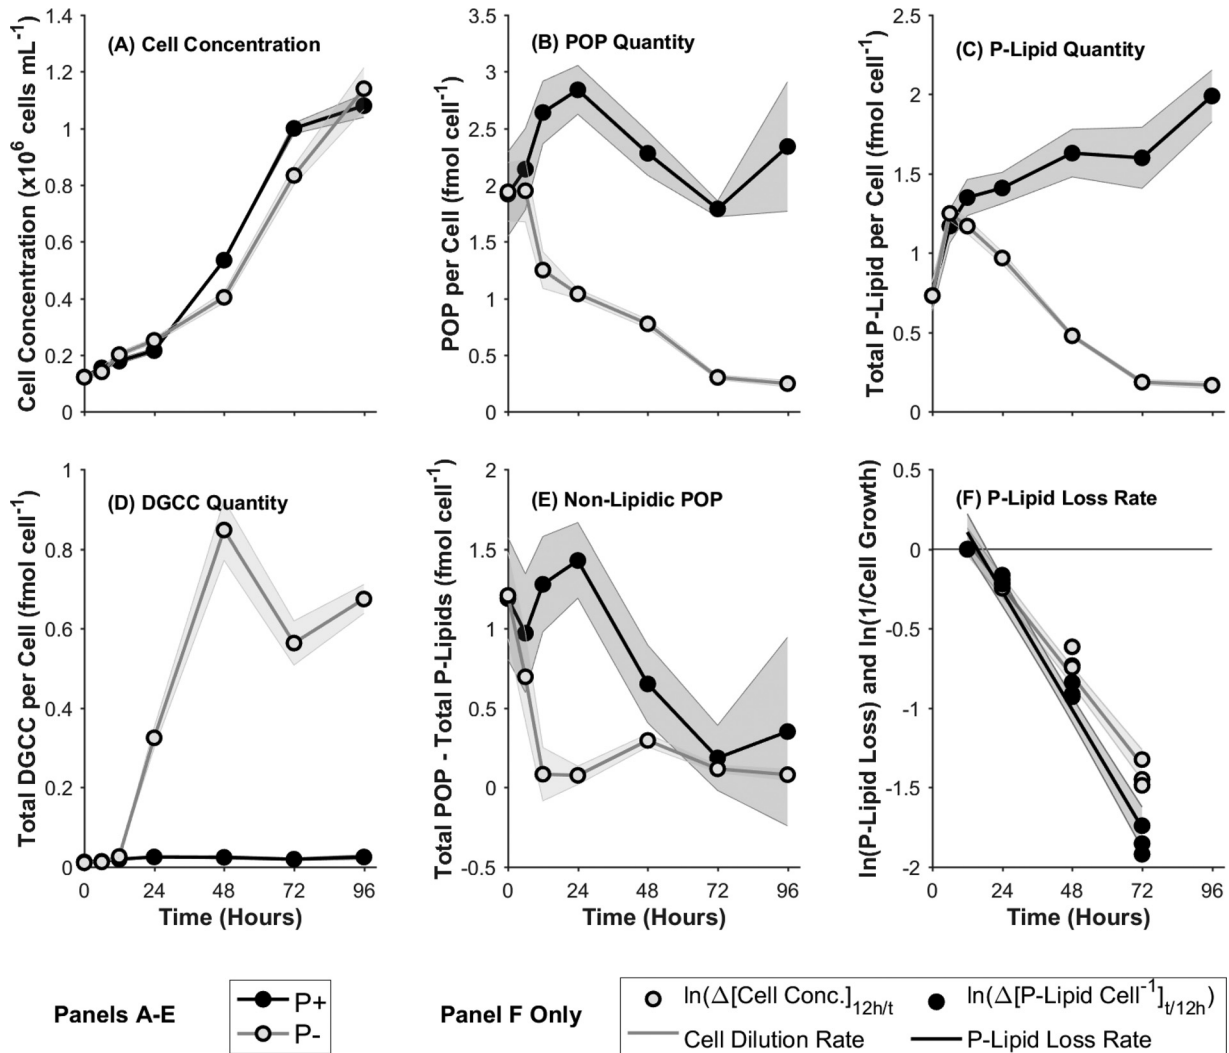 (A) Cell Concentration
Cell Concentration (x10^6 cells mL^-1)
1.4
1.2
1
0.8
0.6
0.4
0.2
0
(B) POP Quantity
POP per Cell (fmol cell^-1)
3.5
3
2.5
2
1.5
1
0.5
0
(C) P-Lipid Quantity
Total P-Lipid per Cell (fmol cell^-1)
2.5
2
1.5
1
0.5
0
(D) DGCC Quantity
Total DGCC per Cell (fmol cell^-1)
1
0.8
0.6
0.4
0.2
0
0 24 48 72 96
Time (Hours)
(E) Non-Lipidic POP
Total POP - Total P-Lipids (fmol cell^-1)
2
1.5
1
0.5
0
-0.5
0 24 48 72 96
Time (Hours)
(F) P-Lipid Loss Rate
ln(P-Lipid Loss) and ln(1/Cell Growth)
0.5
0
-0.5
-1
-1.5
-2
0 24 48 72 96
Time (Hours)
Panels A-E
P+
P-
Panel F Only
ln(Δ[Cell Conc.]12h/t)
ln(Δ[P-Lipid Cell^-1]t/12h)
Cell Dilution Rate
P-Lipid Loss Rate